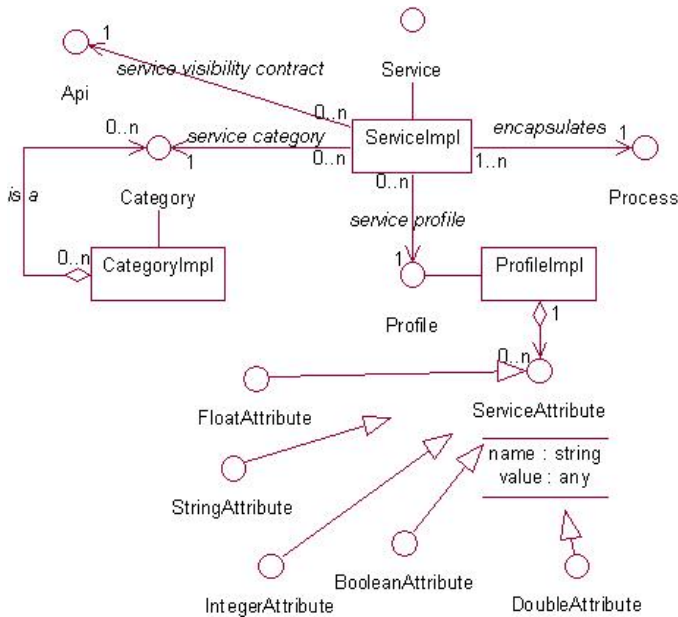 1
service visibility contract
Service
Api
0..n
0..n
service category
ServiceImpl
encapsulates
1
0..n
1..n
1
0..n
is a
Category
service profile
Process
0..n
CategoryImpl
1
ProfileImpl
Profile
1
0..n
FloatAttribute
ServiceAttribute
name : string
value : any
StringAttribute
BooleanAttribute
IntegerAttribute
DoubleAttribute